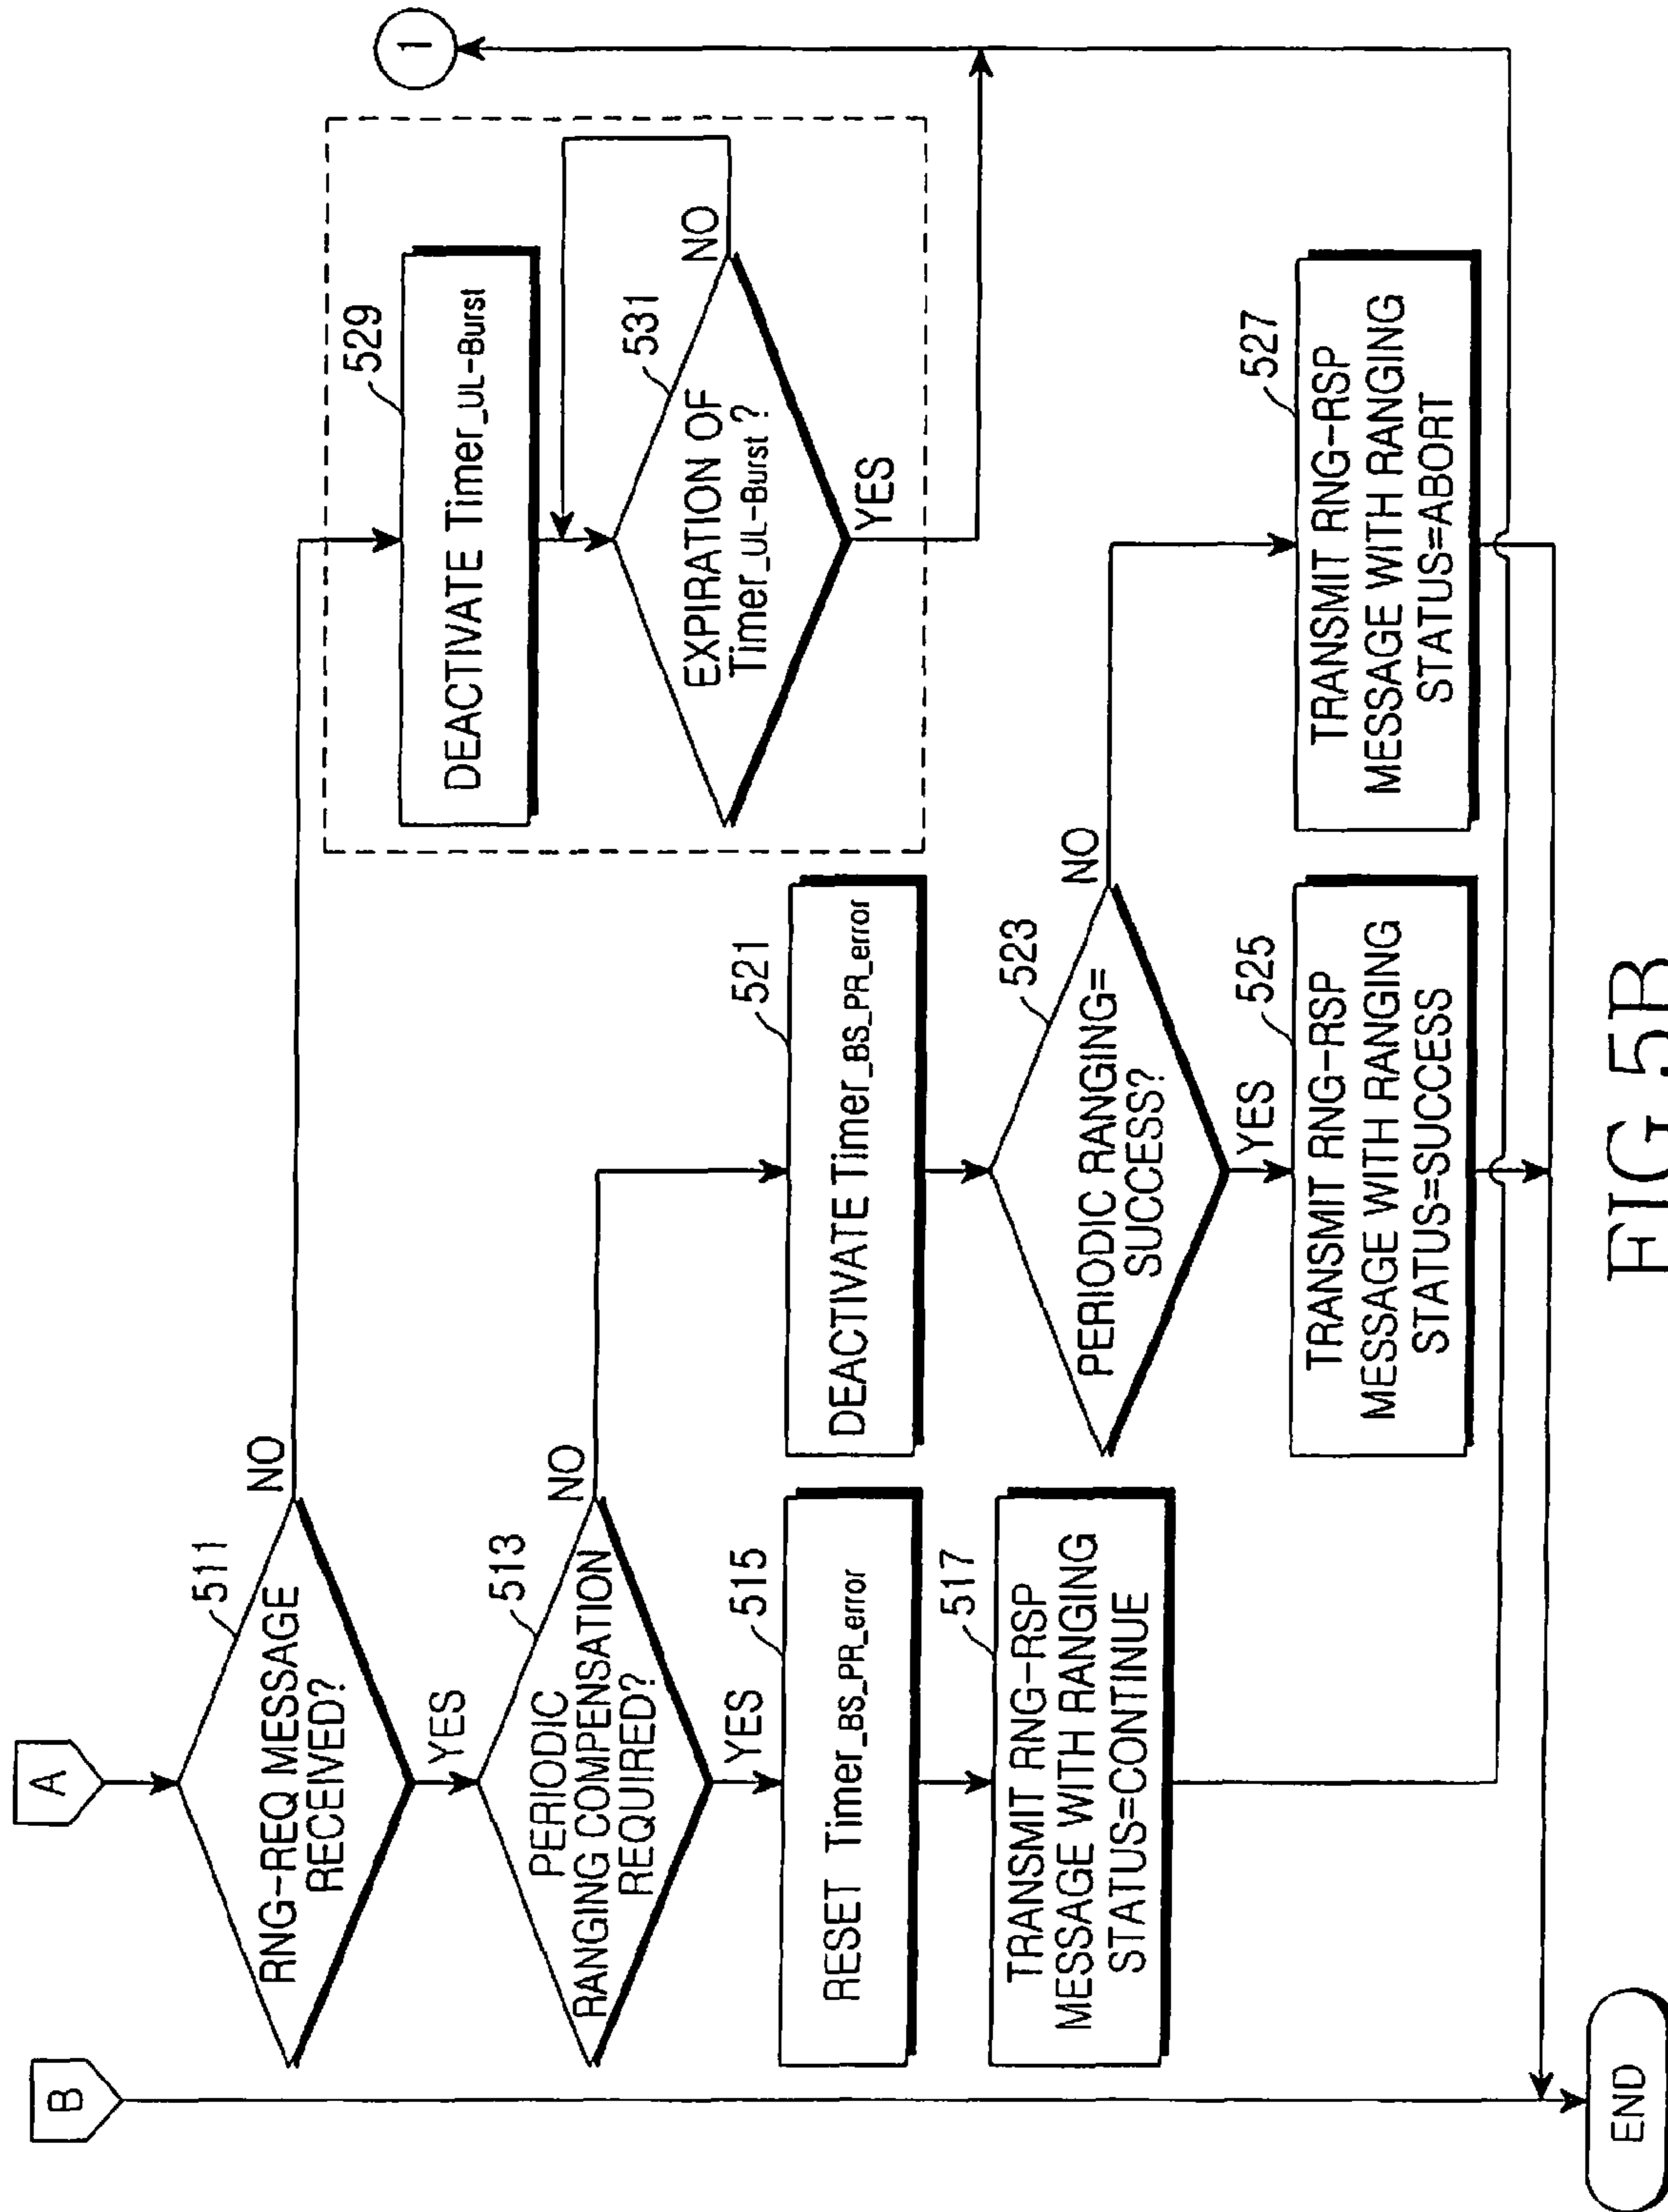 B
A
1
511
RNG-REQ MESSAGE
RECEIVED?
NO
YES
529
DEACTIVATE Timer_UL-Burst
531
EXPIRATION OF
Timer_UL-Burst ?
NO
YES
513
PERIODIC
RANGING COMPENSATION
REQUIRED?
NO
YES
515
RESET Timer_BS_PR_error
521
DEACTIVATE Timer_BS_PR_error
517
TRANSMIT RNG-RSP
MESSAGE WITH RANGING
STATUS=CONTINUE
523
PERIODIC RANGING=
SUCCESS?
NO
YES
525
TRANSMIT RNG-RSP
MESSAGE WITH RANGING
STATUS=SUCCESS
527
TRANSMIT RNG-RSP
MESSAGE WITH RANGING
STATUS=ABORT
END
FIG.5B